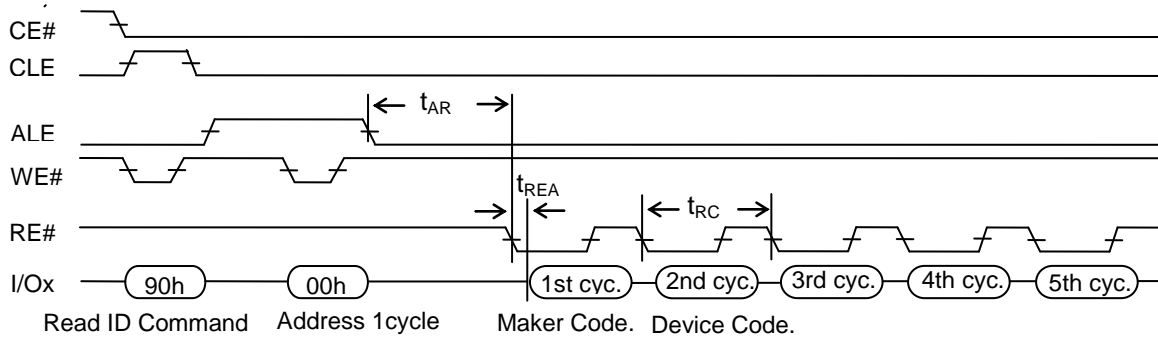 CE#
CLE
tAR
ALE
WE#
tREA
tRC
RE#
I/Ox 90h 00h 1st cyc. 2nd cyc. 3rd cyc. 4th cyc. 5th cyc.
Read ID Command Address 1cycle Maker Code. Device Code.